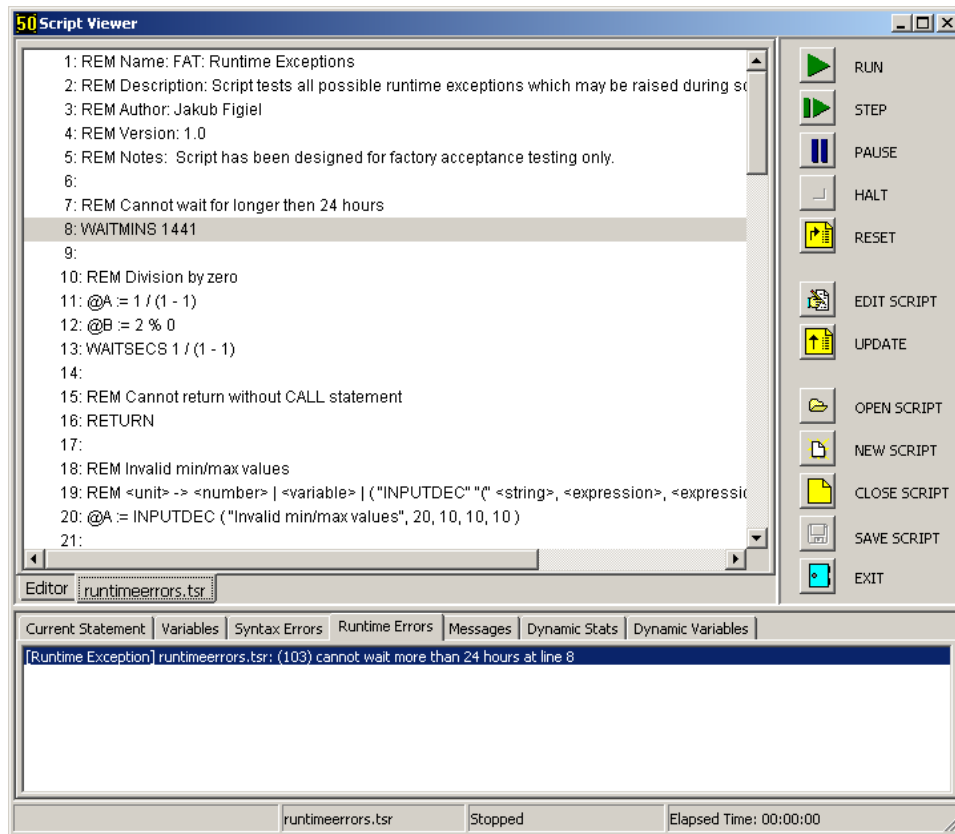 50 Script Viewer
1: REM Name: FAT: Runtime Exceptions
2: REM Description: Script tests all possible runtime exceptions which may be raised during
3: REM Author: Jakub Figiel
4: REM Version: 1.0
5: REM Notes:  Script has been designed for factory acceptance testing only.
6:
7: REM Cannot wait for longer then 24 hours
8: WAITMINS 1441
9:
10: REM Division by zero
11: @A := 1 / (1 - 1)
12: @B := 2 % 0
13: WAITSECS 1 / (1 - 1)
14:
15: REM Cannot return without CALL statement
16: RETURN
17:
18: REM Invalid min/max values
19: REM <unit> -> <number> | <variable> | ( "INPUTDEC" "(" <string>, <expression>,
20: @A := INPUTDEC ( "Invalid min/max values", 20, 10, 10, 10 )
21:
RUN
STEP
PAUSE
HALT
RESET
EDIT SCRIPT
UPDATE
OPEN SCRIPT
NEW SCRIPT
CLOSE SCRIPT
SAVE SCRIPT
EXIT
Editor runtimeerrors.tsr
Current Statement Variables Syntax Errors Runtime Errors Messages Dynamic Stats Dynamic Variables
[Runtime Exception] runtimeerrors.tsr: (103) cannot wait more than 24 hours at line 8
runtimeerrors.tsr Stopped Elapsed Time: 00:00:00